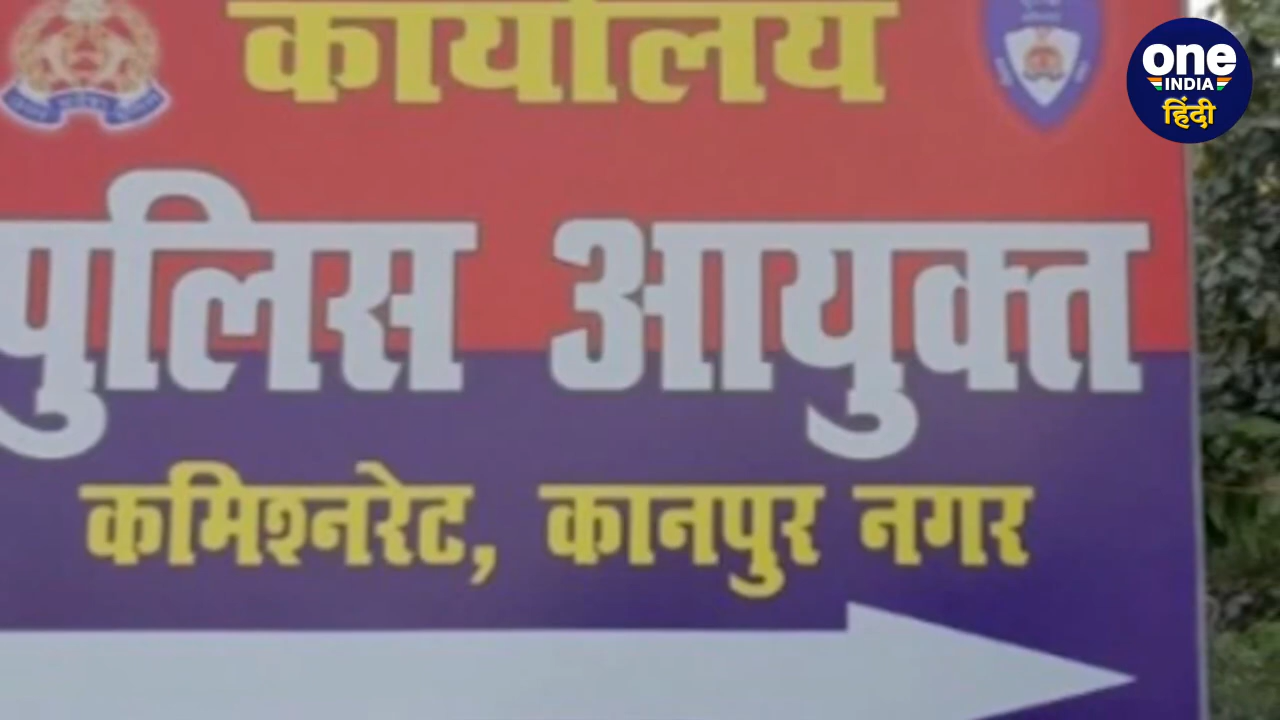 कार्यालय
one
INDIA
हिंदी
पुलिस आयुक्त
कमिश्नरेट, कानपुर नगर